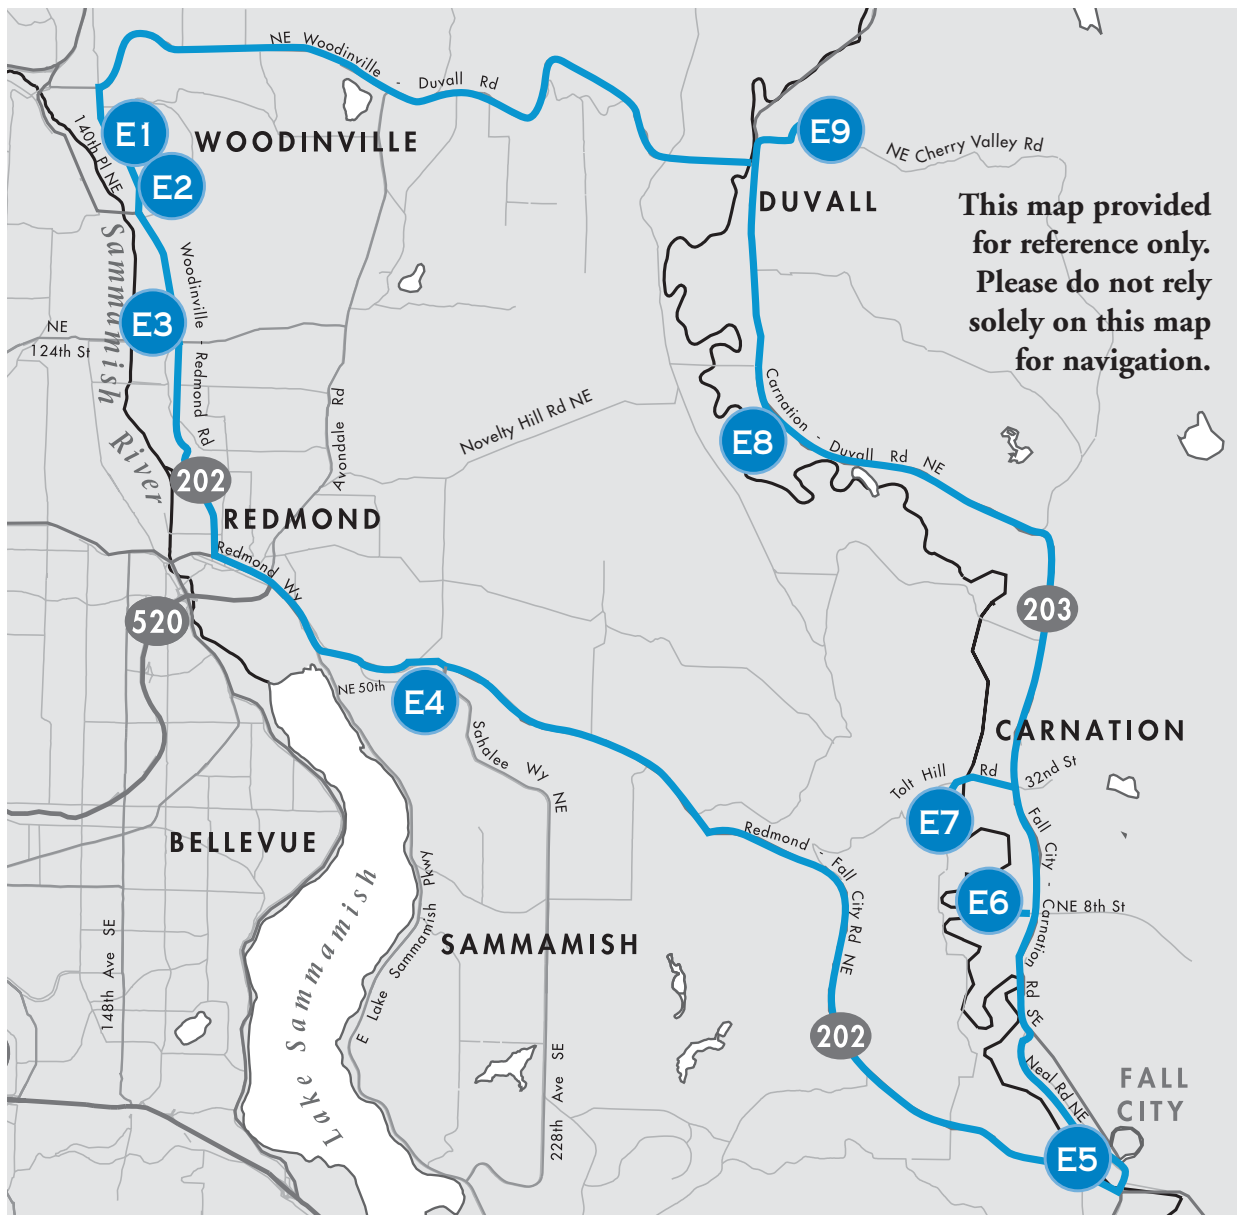 NE Woodinville - Duvall Rd
E1
WOODINVILLE
140th Pl NE
E2
E9
NE Cherry Valley Rd
DUVALL
This map provided
for reference only.
Please do not rely
solely on this map
for navigation.
Sammamish River
Woodinville - Redmond Rd
E3
NE
124th St
Avondale Rd
Novelty Hill Rd NE
Carnation - Duvall Rd NE
E8
202
REDMOND
Redmond Wy
520
203
NE 50th
E4
Sahalee Wy NE
CARNATION
Tolt Hill Rd
32nd St
E7
BELLEVUE
Redmond - Fall City Rd NE
Fall City - Carnation Rd SE
E6
NE 8th St
E Lake Sammamish Pkwy
SAMMAMISH
Lake Sammamish
148th Ave SE
202
228th Ave SE
Neal Rd NE
FALL
CITY
E5